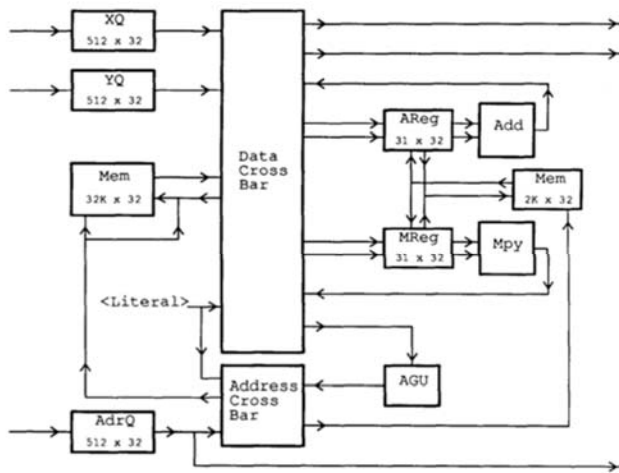 XQ
512 x 32
YQ
512 x 32
Mem
32K x 32
<Literal>
AdrQ
512 x 32
Data
Cross
Bar
Address
Cross
Bar
AReg
31 x 32
Add
Mem
2K x 32
MReg
31 x 32
Mpy
AGU